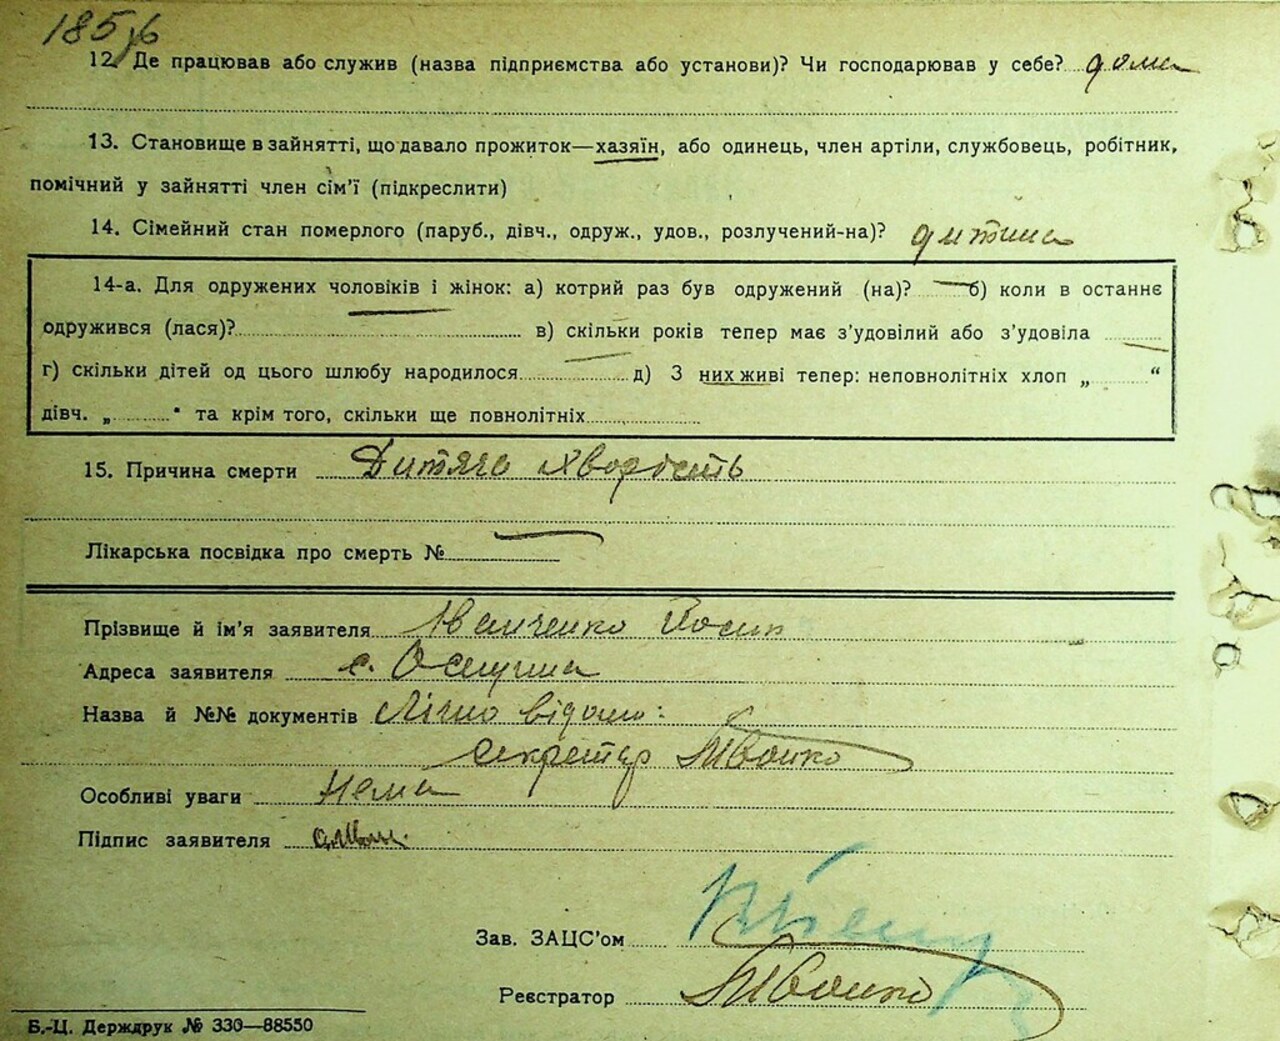 12. Де працював або служив (назва підприємства або установи)? Чи господарював у себе? дома
13. Становище в зайнятті, що давало прожиток—хазяїн, або одинець, член артіли, службовець, робітник,
помічний у зайнятті член сім'ї (підкреслити)
14. Сімейний стан померлого (паруб., дівч., одруж., удов., розлучений-на)? дитина
14-а. Для одружених чоловіків і жінок: а) котрий раз був одружений (на)? — б) коли в останнє
одружився (лася)? в) скільки років тепер має з'удовілий або з'удовіла
г) скільки дітей од цього шлюбу народилося д) З них живі тепер: неповнолітніх хлоп „ “
дівч. „ “ та крім того, скільки ще повнолітніх
15. Причина смерти Дитяча хворість
Лікарська посвідка про смерть № —
Прізвище й ім'я заявителя Іванченко Йосип
Адреса заявителя с.
Назва й №№ документів Лічно відомо:
секретар
Особливі уваги Нема
Підпис заявителя
Зав. ЗАЦС'ом
Реєстратор
Б.-Ц. Держдрук № 330—88550